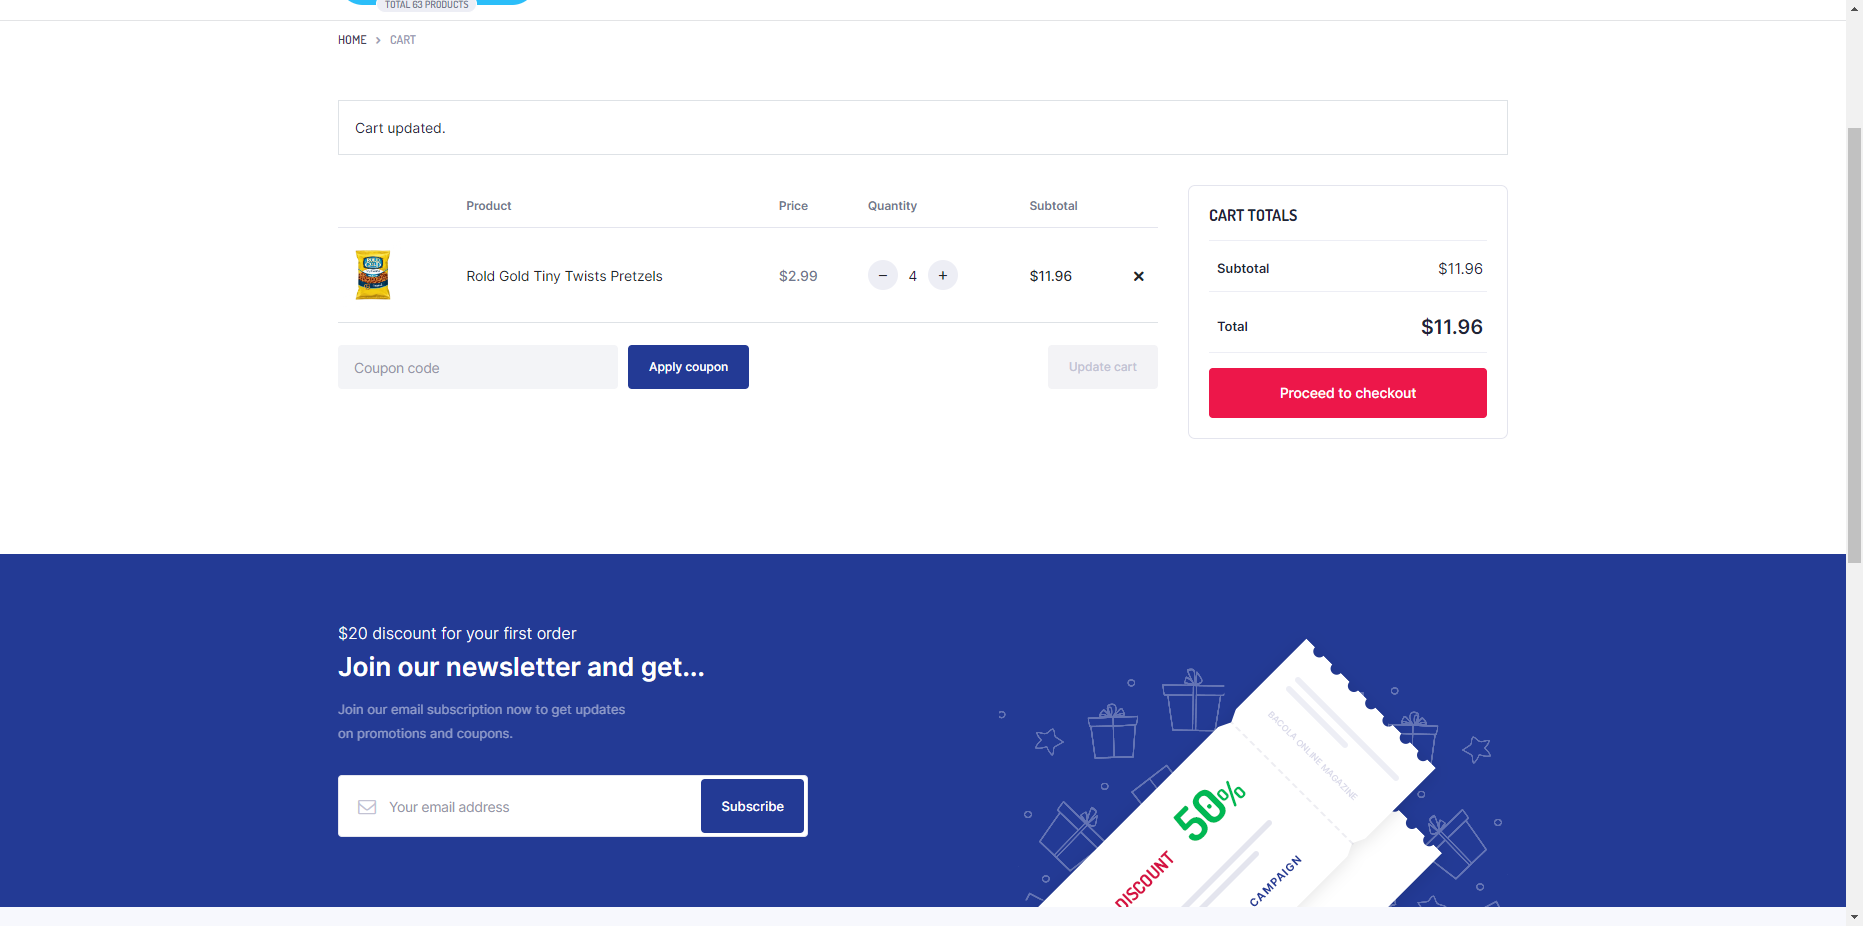 TOTAL 63 PRODUCTS
HOME > CART
Cart updated.
Product Price Quantity Subtotal
Rold Gold Tiny Twists Pretzels $2.99 − 4 + $11.96 ×
Coupon code Apply coupon Update cart
CART TOTALS
Subtotal $11.96
Total $11.96
Proceed to checkout
$20 discount for your first order
Join our newsletter and get...
Join our email subscription now to get updates
on promotions and coupons.
Your email address Subscribe
BACOLA ONLINE MAGAZINE
50%
DISCOUNT
CAMPAIGN